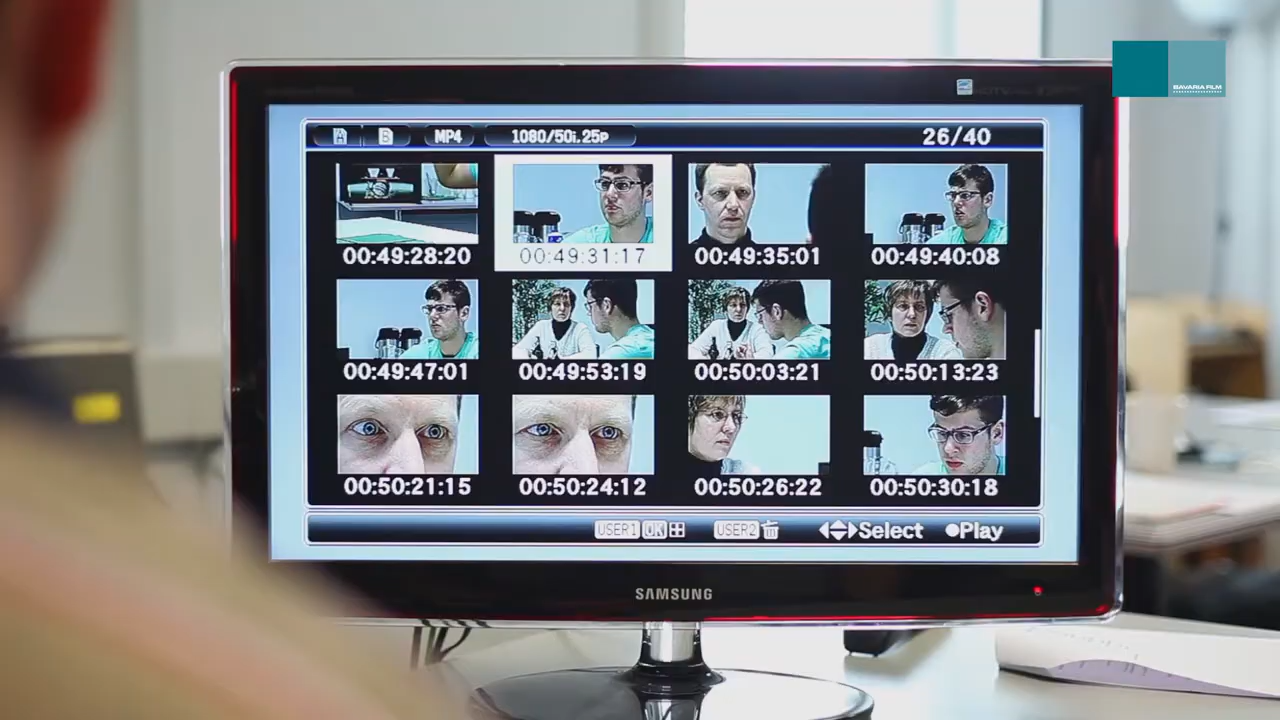 BAVARIA FILM
A B MP4 1080/50i.25p 26/40
00:49:28:20 00:49:31:17 00:49:35:01 00:49:40:08
00:49:47:01 00:49:53:19 00:50:03:21 00:50:13:23
00:50:21:15 00:50:24:12 00:50:26:22 00:50:30:18
USER1 OK USER2 Select Play
SAMSUNG